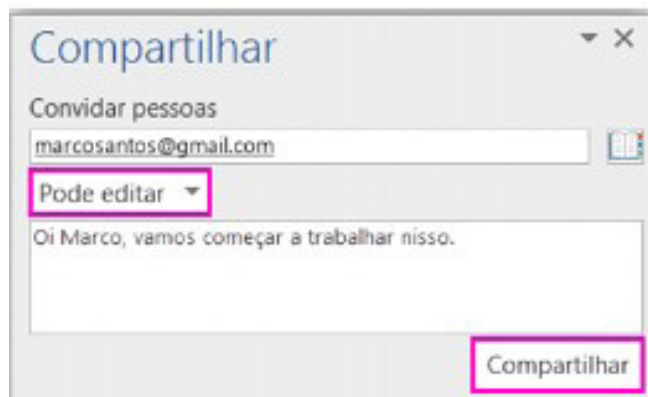 Compartilhar
Convidar pessoas
marcosantos@gmail.com
Pode editar
Oi Marco, vamos começar a trabalhar nisso.
Compartilhar